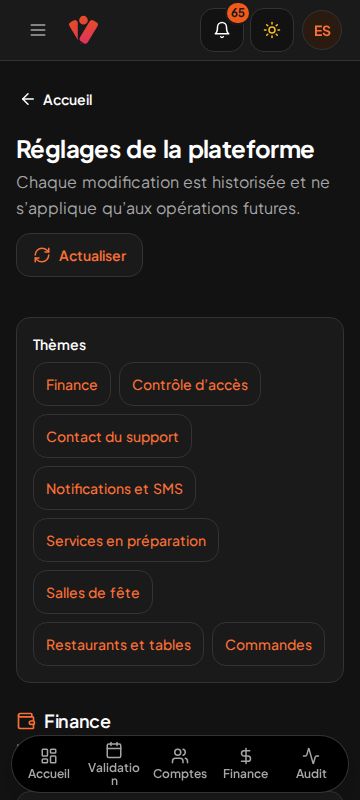 65
ES
Accueil
Réglages de la plateforme
Chaque modification est historisée et ne
s’applique qu’aux opérations futures.
Actualiser
Thèmes
Finance
Contrôle d’accès
Contact du support
Notifications et SMS
Services en préparation
Salles de fête
Restaurants et tables
Commandes
Finance
Accueil
Validatio
n
Comptes
Finance
Audit